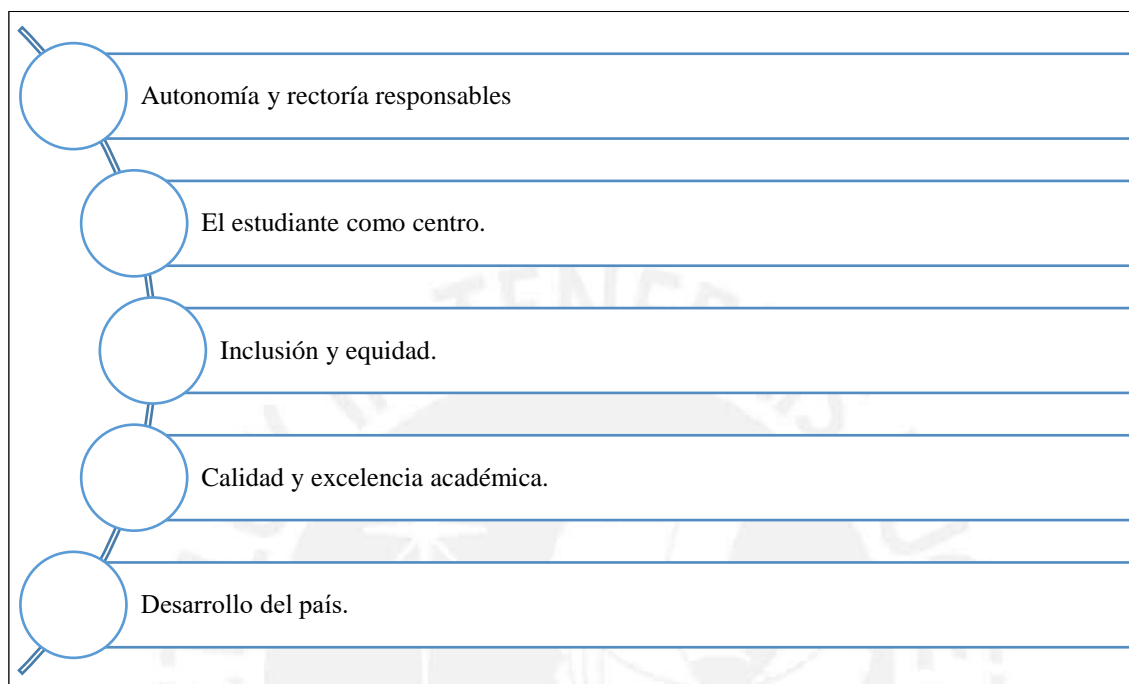 Autonomía y rectoría responsables
El estudiante como centro.
Inclusión y equidad.
Calidad y excelencia académica.
Desarrollo del país.